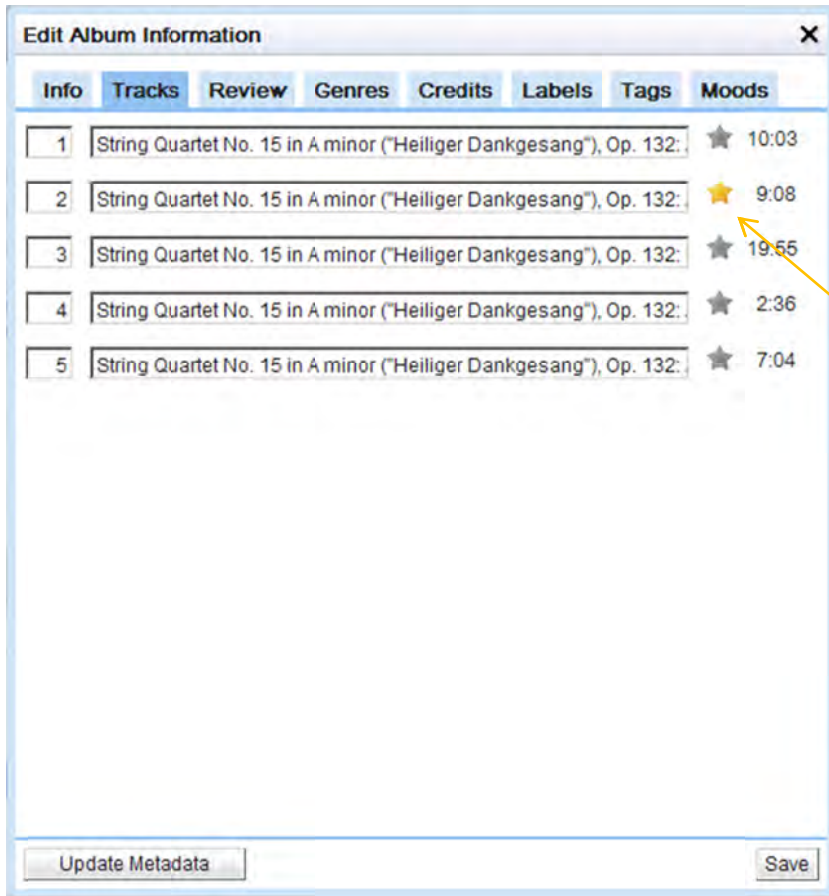 Edit Album Information
Info Tracks Review Genres Credits Labels Tags Moods
1 String Quartet No. 15 in A minor ("Heiliger Dankgesang"), Op. 132: 10:03
2 String Quartet No. 15 in A minor ("Heiliger Dankgesang"), Op. 132: 9:08
3 String Quartet No. 15 in A minor ("Heiliger Dankgesang"), Op. 132: 19:55
4 String Quartet No. 15 in A minor ("Heiliger Dankgesang"), Op. 132: 2:36
5 String Quartet No. 15 in A minor ("Heiliger Dankgesang"), Op. 132: 7:04
Update Metadata Save